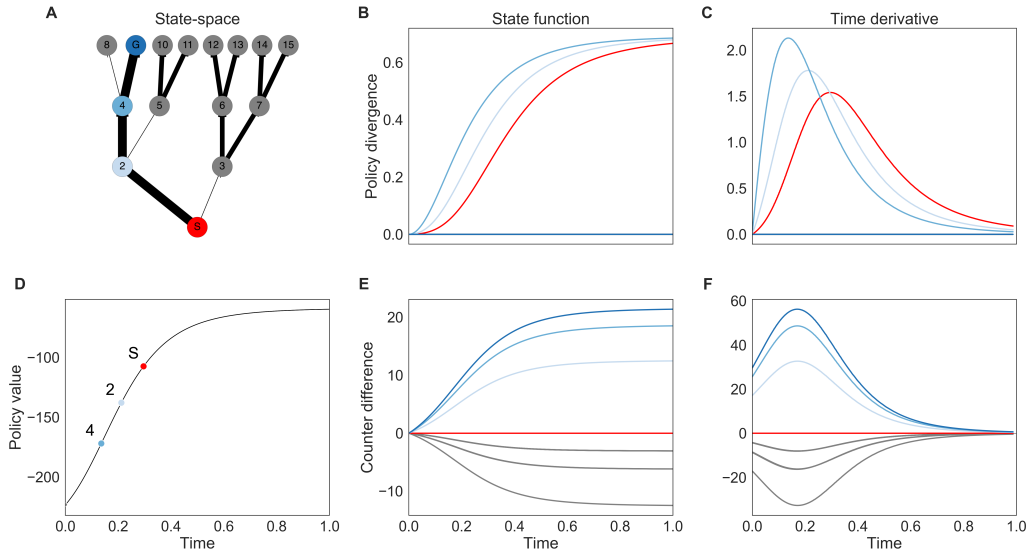 A
State-space
8 G 10 11 12 13 14 15
4 5 6 7
2 3
S
B
State function
Policy divergence
0.6
0.4
0.2
0.0
C
Time derivative
2.0
1.5
1.0
0.5
0.0
D
Policy value
−100
−150
−200
S
2
4
0.0 0.2 0.4 0.6 0.8 1.0
Time
E
Counter difference
20
10
0
−10
0.0 0.2 0.4 0.6 0.8 1.0
Time
F
60
40
20
0
−20
0.0 0.2 0.4 0.6 0.8 1.0
Time